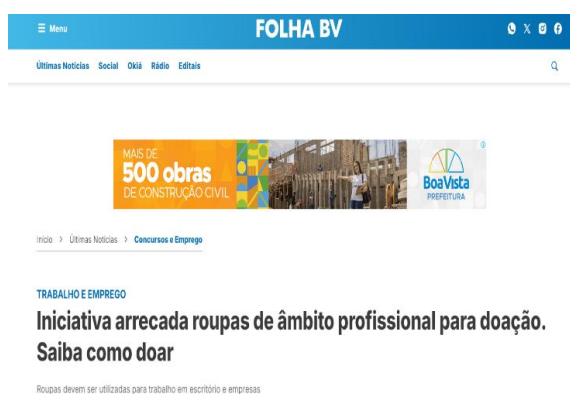 Menu
FOLHA BV
Últimas Notícias Social Okiá Rádio Editais
MAIS DE
500 obras
DE CONSTRUÇÃO CIVIL
BoaVista
PREFEITURA
Início > Últimas Notícias > Concursos e Emprego
TRABALHO E EMPREGO
Iniciativa arrecada roupas de âmbito profissional para doação.
Saiba como doar
Roupas devem ser utilizadas para trabalho em escritório e empresas